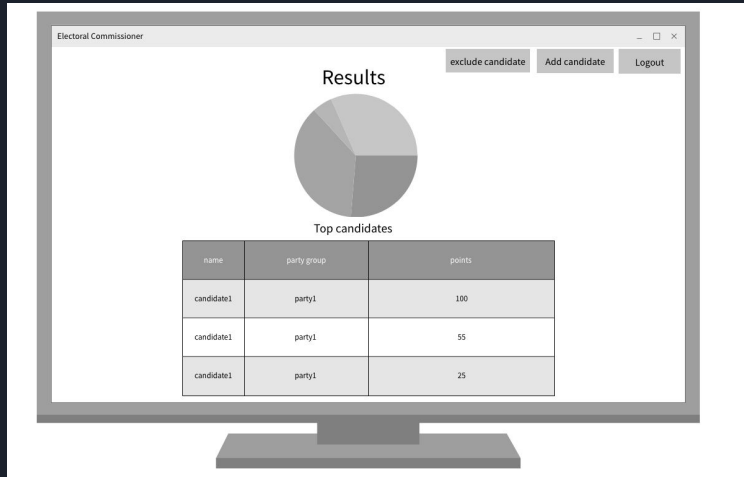 Electoral Commissioner
exclude candidate Add candidate Logout
Results
Top candidates
name party group points
candidate1 party1 100
candidate1 party1 55
candidate1 party1 25